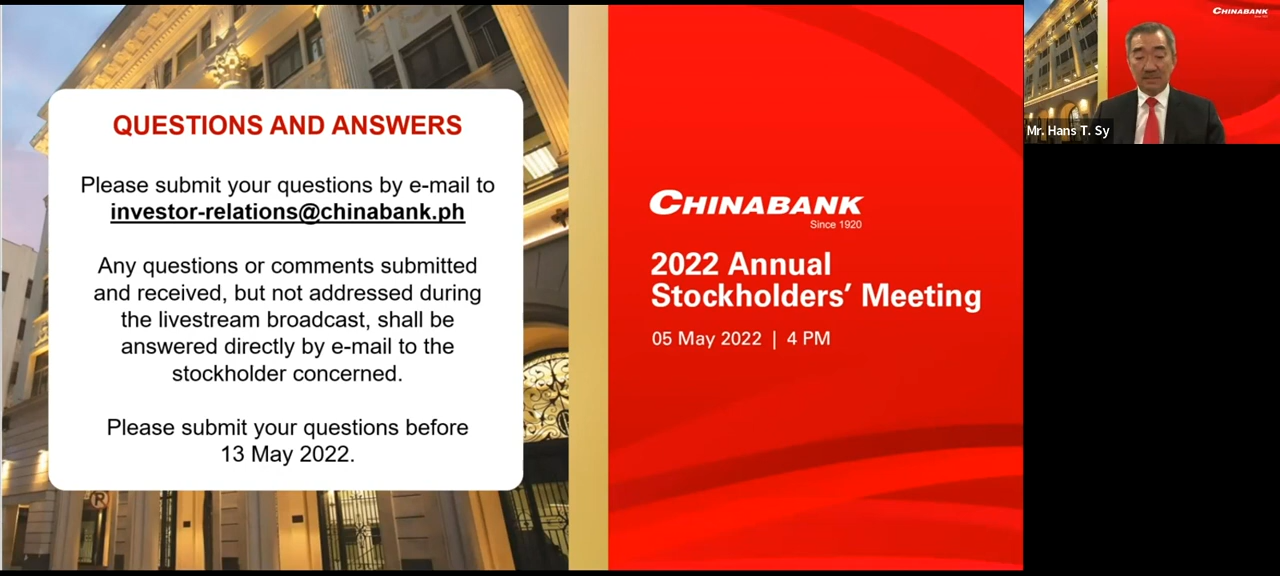 QUESTIONS AND ANSWERS
Please submit your questions by e-mail to
investor-relations@chinabank.ph
Any questions or comments submitted
and received, but not addressed during
the livestream broadcast, shall be
answered directly by e-mail to the
stockholder concerned.
Please submit your questions before
13 May 2022.
®
CHINABANK
Since 1920
2022 Annual
Stockholders’ Meeting
05 May 2022 | 4 PM
CHINABANK
Since 1920
Mr. Hans T. Sy